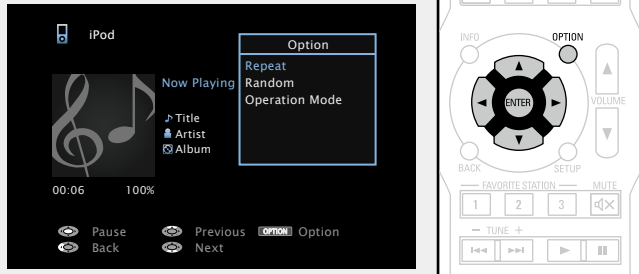 iPod
Option
Repeat
Random
Operation Mode
Now Playing
Title
Artist
Album
00:06 100%
Pause Previous OPTION Option
Back Next
INFO OPTION
ENTER
VOLUME
BACK SETUP
FAVORITE STATION MUTE
1 2 3
− TUNE +